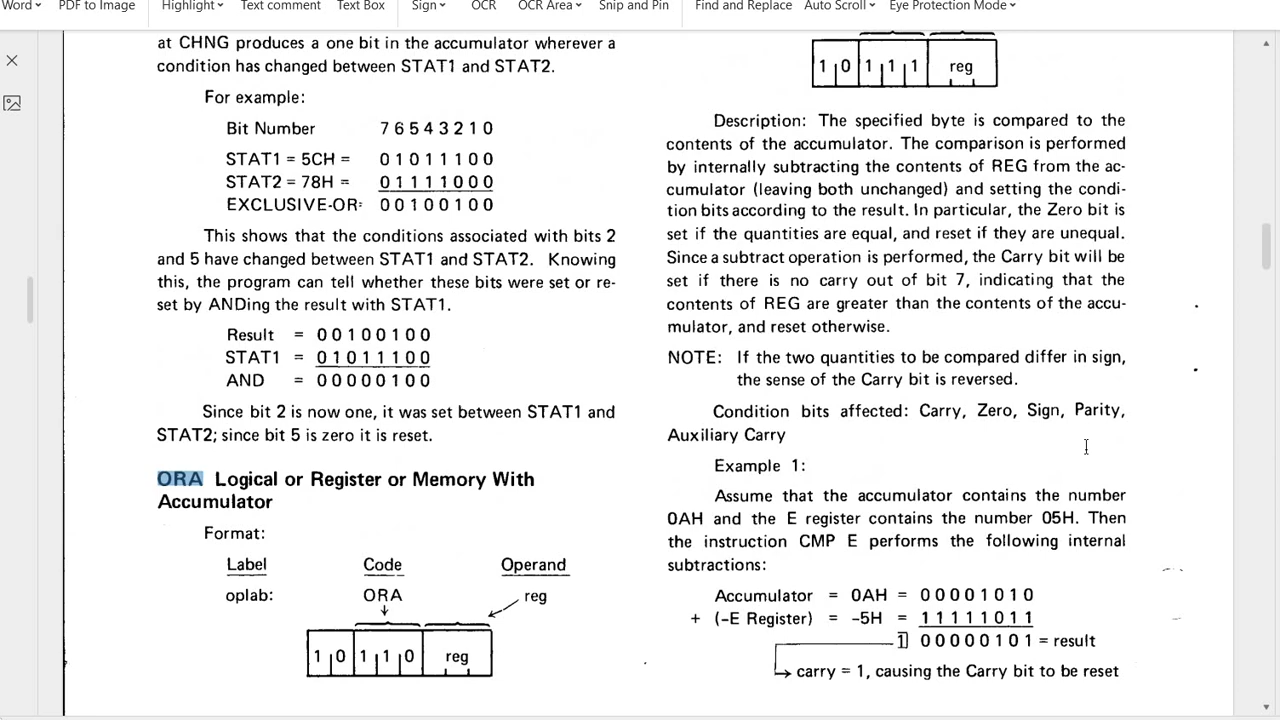 Word PDF to Image Highlight Text comment Text Box Sign OCR OCR Area Snip and Pin Find and Replace Auto Scroll Eye Protection Mode
at CHNG produces a one bit in the accumulator wherever a
condition has changed between STAT1 and STAT2.
For example:
Bit Number 7 6 5 4 3 2 1 0
STAT1 = 5CH = 0 1 0 1 1 1 0 0
STAT2 = 78H = 0 1 1 1 1 0 0 0
EXCLUSIVE-OR: 0 0 1 0 0 1 0 0
This shows that the conditions associated with bits 2
and 5 have changed between STAT1 and STAT2. Knowing
this, the program can tell whether these bits were set or re-
set by ANDing the result with STAT1.
Result = 0 0 1 0 0 1 0 0
STAT1 = 0 1 0 1 1 1 0 0
AND = 0 0 0 0 0 1 0 0
Since bit 2 is now one, it was set between STAT1 and
STAT2; since bit 5 is zero it is reset.
ORA Logical or Register or Memory With
Accumulator
Format:
Label Code Operand
oplab: ORA reg
1 0 1 1 0 reg
1 0 1 1 1 reg
Description: The specified byte is compared to the
contents of the accumulator. The comparison is performed
by internally subtracting the contents of REG from the ac-
cumulator (leaving both unchanged) and setting the condi-
tion bits according to the result. In particular, the Zero bit is
set if the quantities are equal, and reset if they are unequal.
Since a subtract operation is performed, the Carry bit will be
set if there is no carry out of bit 7, indicating that the
contents of REG are greater than the contents of the accu-
mulator, and reset otherwise.
NOTE: If the two quantities to be compared differ in sign,
the sense of the Carry bit is reversed.
Condition bits affected: Carry, Zero, Sign, Parity,
Auxiliary Carry
Example 1:
Assume that the accumulator contains the number
0AH and the E register contains the number 05H. Then
the instruction CMP E performs the following internal
subtractions:
Accumulator = 0AH = 0 0 0 0 1 0 1 0
+ (-E Register) = -5H = 1 1 1 1 1 0 1 1
1] 0 0 0 0 0 1 0 1 = result
carry = 1, causing the Carry bit to be reset